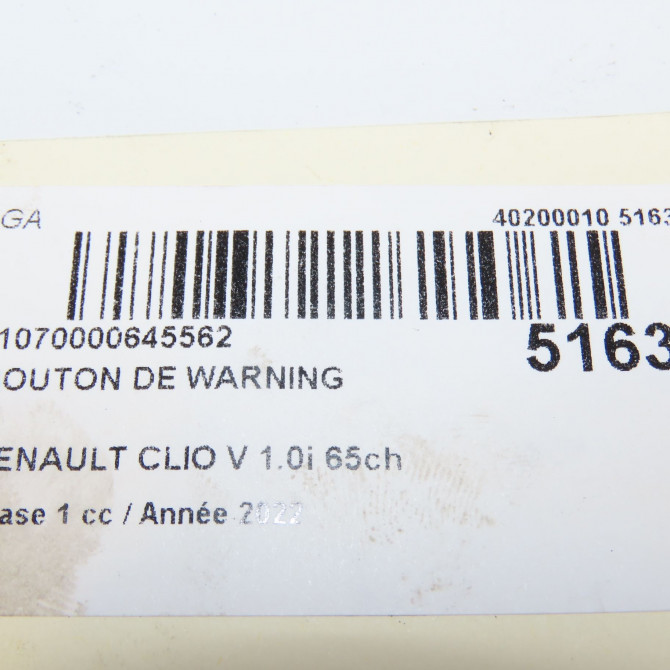 GA
40200010 5163
1070000645562
5163
OUTON DE WARNING
ENAULT CLIO V 1.0i 65ch
ase 1 cc / Année 2022